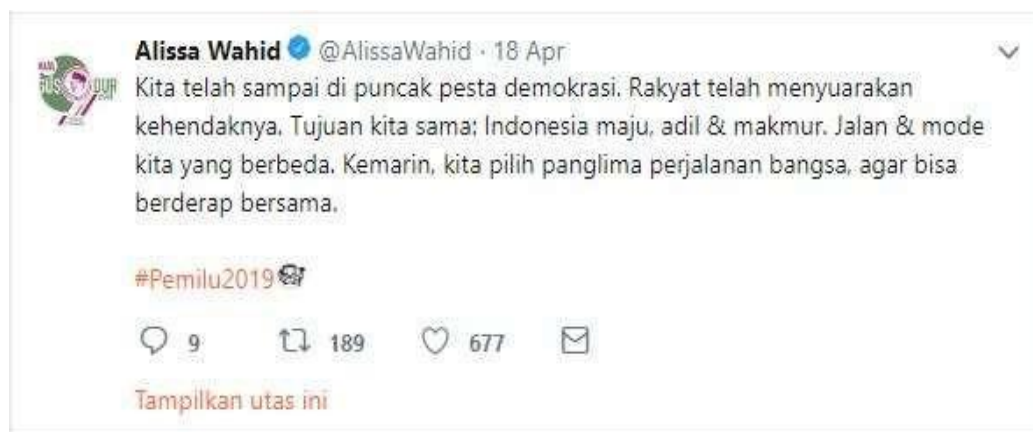 Alissa Wahid @AlissaWahid · 18 Apr
Kita telah sampai di puncak pesta demokrasi. Rakyat telah menyuarakan
kehendaknya. Tujuan kita sama: Indonesia maju, adil & makmur. Jalan & mode
kita yang berbeda. Kemarin, kita pilih panglima perjalanan bangsa, agar bisa
berderap bersama.
#Pemilu2019
9 189 677
Tampilkan utas ini